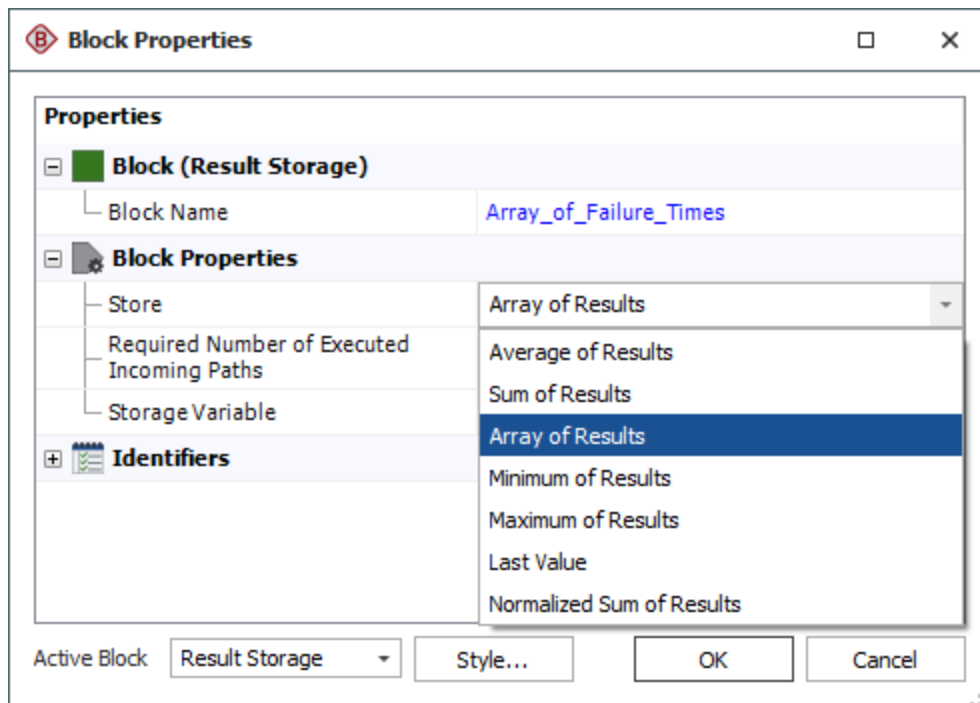 B Block Properties
Properties
Block (Result Storage)
Block Name Array_of_Failure_Times
Block Properties
Store Array of Results
Required Number of Executed
Incoming Paths
Storage Variable
Identifiers
Average of Results
Sum of Results
Array of Results
Minimum of Results
Maximum of Results
Last Value
Normalized Sum of Results
Active Block Result Storage Style... OK Cancel